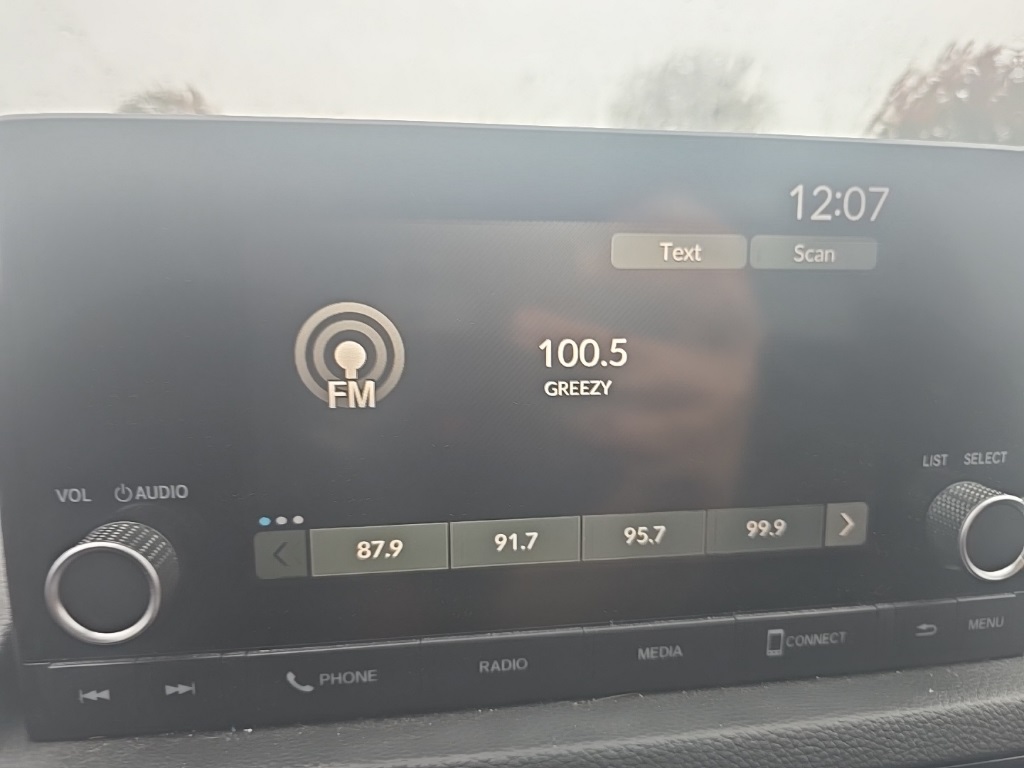 12:07
Text Scan
100.5
FM
GREEZY
LIST SELECT
VOL AUDIO
87.9 91.7 95.7 99.9
PHONE RADIO MEDIA CONNECT MENU